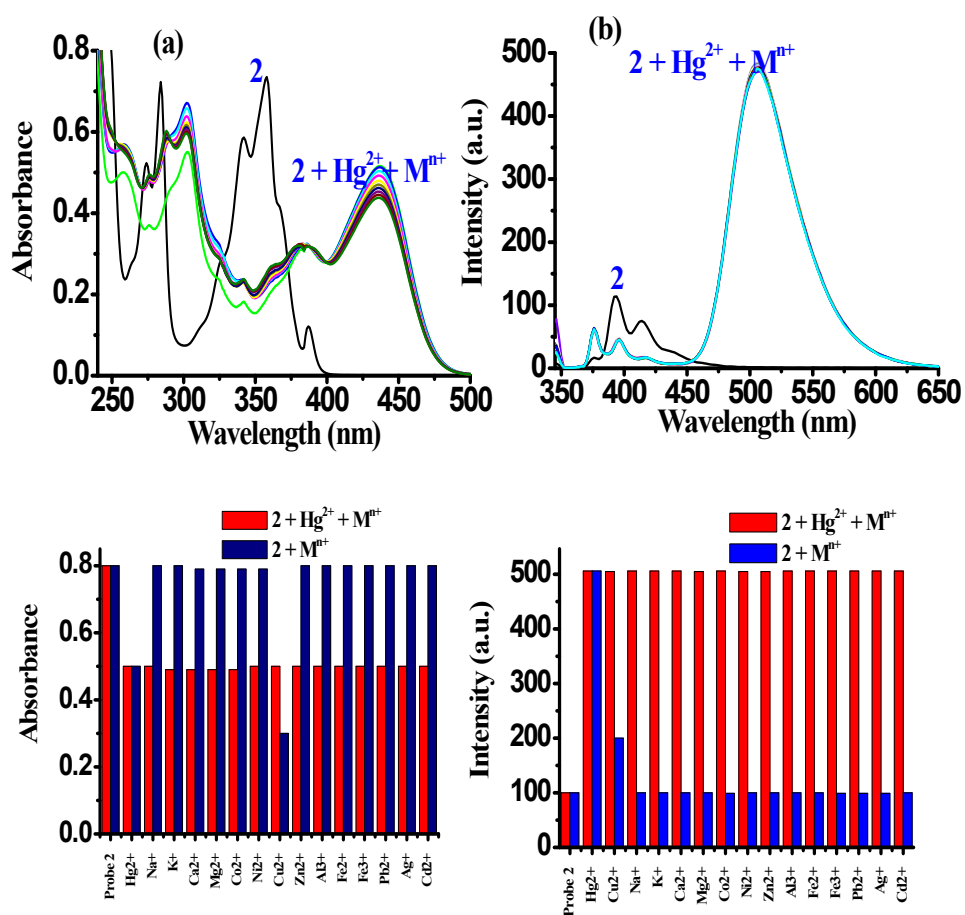 (a)
2
2 + Hg²⁺ + Mⁿ⁺
Absorbance
0.8
0.6
0.4
0.2
0.0
250 300 350 400 450 500
Wavelength (nm)
(b)
2 + Hg²⁺ + Mⁿ⁺
2
Intensity (a.u.)
500
400
300
200
100
0
345 400 450 500 550 600 650
Wavelength (nm)
2 + Hg²⁺ + Mⁿ⁺
2 + Mⁿ⁺
Absorbance
0.8
0.6
0.4
0.2
0.0
Probe 2 Hg2+ Na+ K+ Ca2+ Mg2+ Co2+ Ni2+ Cu2+ Zn2+ Al3+ Fe2+ Fe3+ Pb2+ Ag+ Cd2+
2 + Hg²⁺ + Mⁿ⁺
2 + Mⁿ⁺
Intensity (a.u.)
500
400
300
200
100
0
Probe 2 Hg2+ Cu2+ Na+ K+ Ca2+ Mg2+ Co2+ Ni2+ Zn2+ Al3+ Fe2+ Fe3+ Pb2+ Ag+ Cd2+